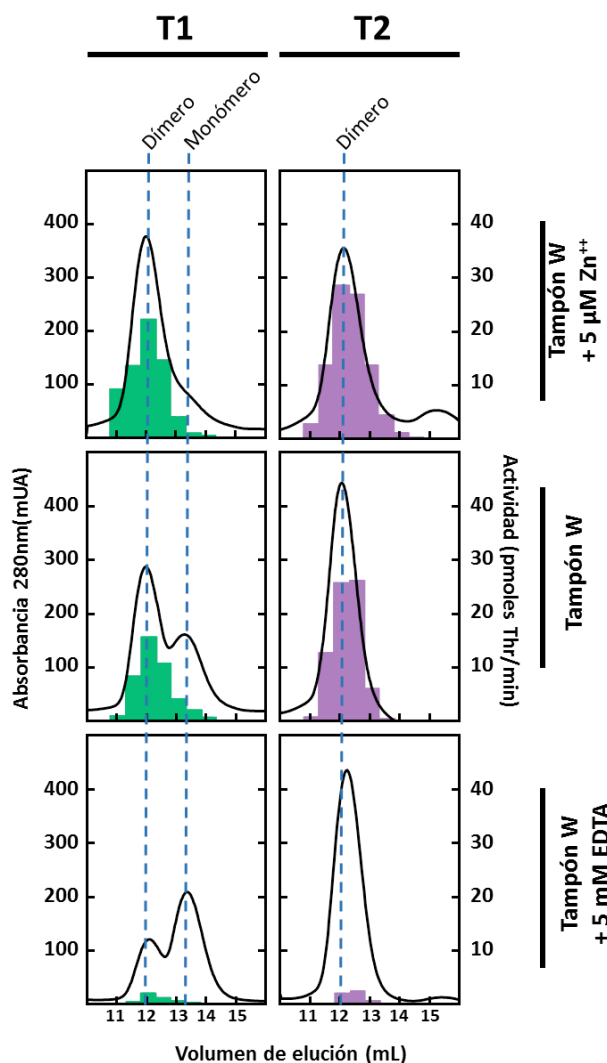 T1 T2
Dímero Monómero Dímero
400
300
200
100
40
30
20
10
Tampón W
+ 5 µM Zn⁺⁺
400
300
200
100
40
30
20
10
Tampón W
400
300
200
100
40
30
20
10
Tampón W
+ 5 mM EDTA
Absorbancia 280nm(mUA)
Actividad (pmoles Thr/min)
11 12 13 14 15 11 12 13 14 15
Volumen de elución (mL)